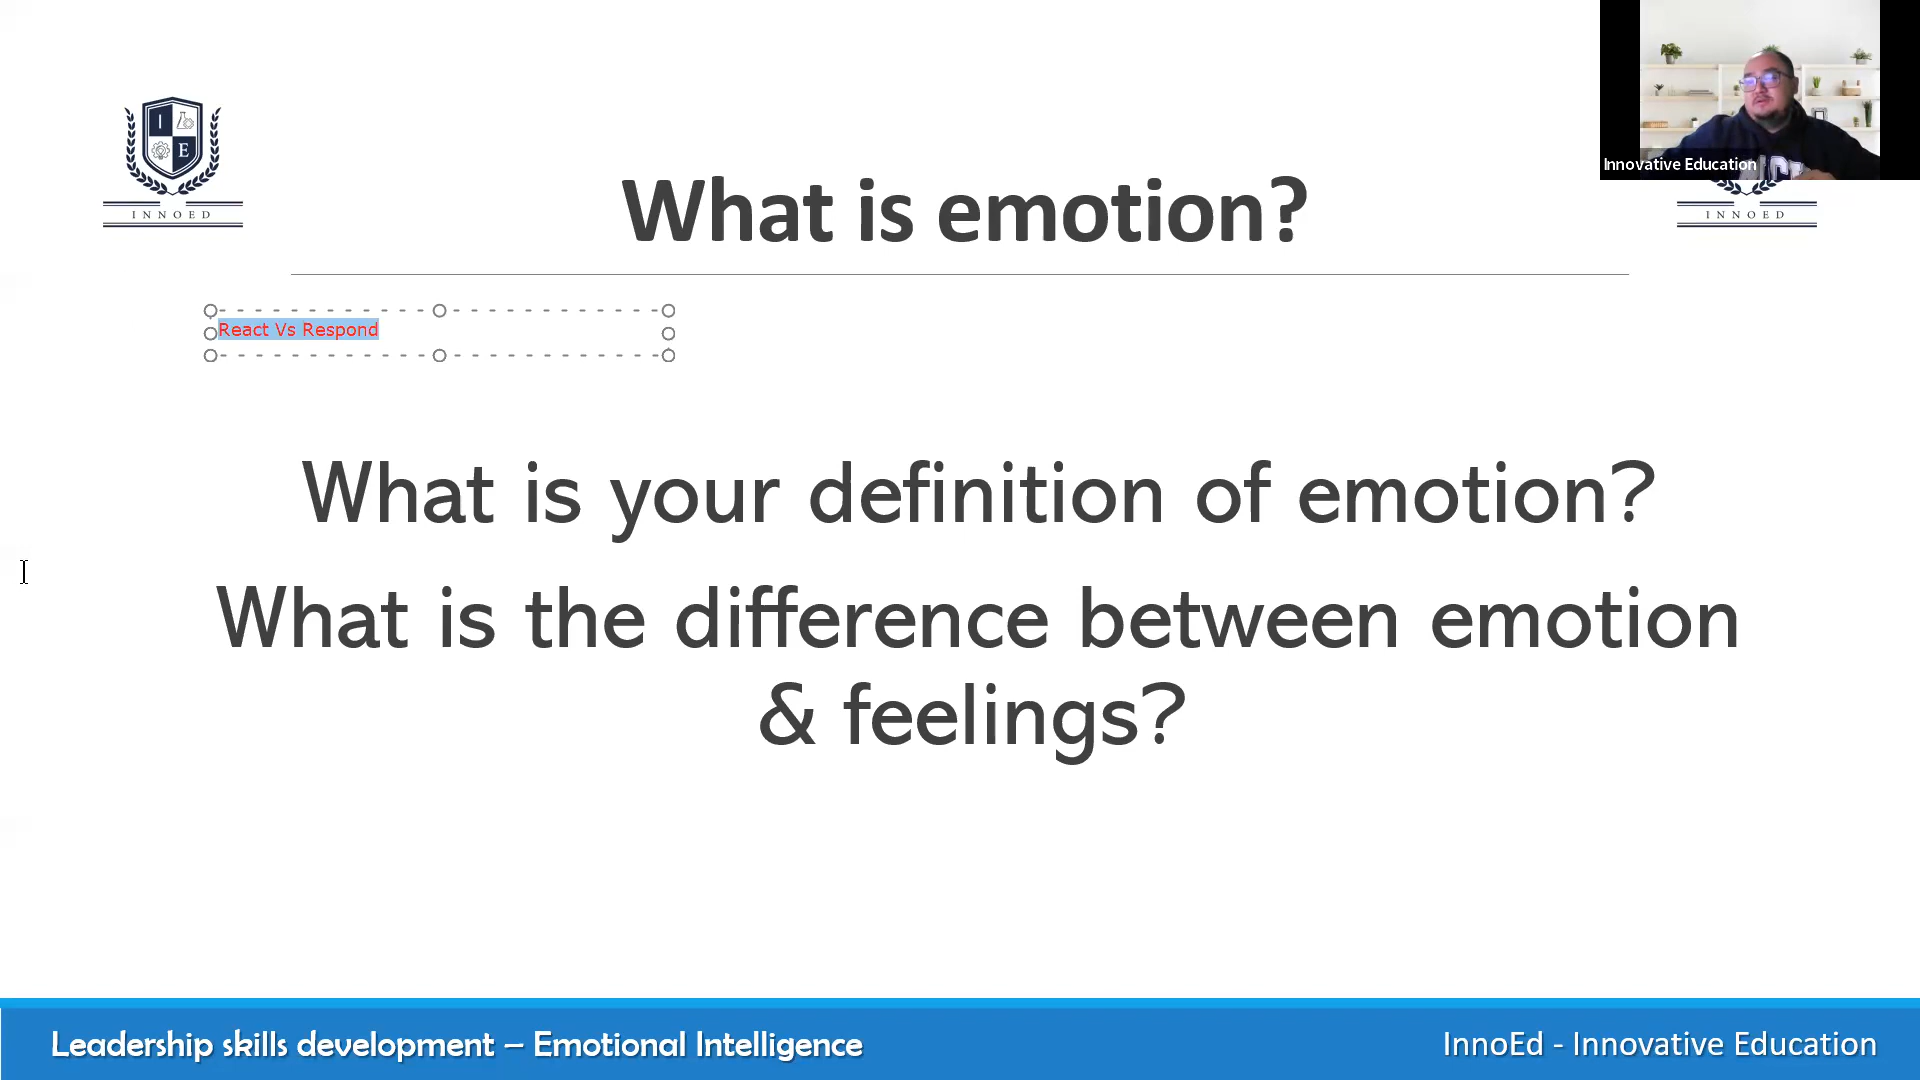 I
E
INNOED
What is emotion?
Innovative Education
INNOED
React Vs Respond
What is your definition of emotion?
What is the difference between emotion
& feelings?
Leadership skills development – Emotional Intelligence
InnoEd - Innovative Education